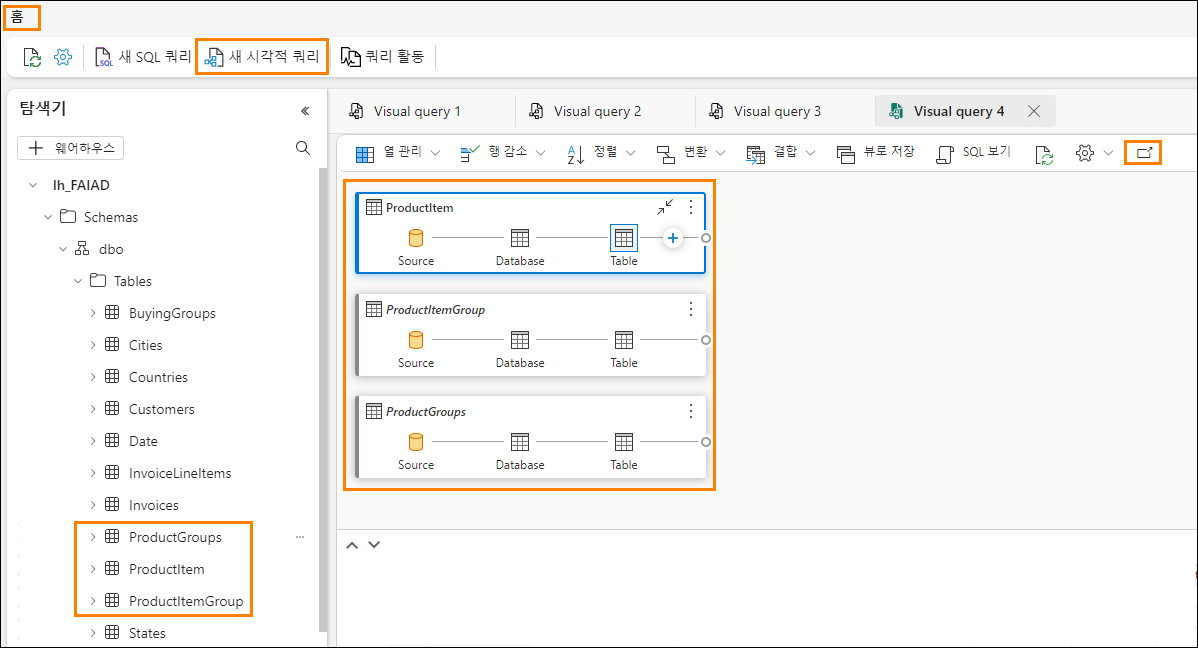 홈
새 SQL 쿼리 새 시각적 쿼리 쿼리 활동
탐색기
Visual query 1 Visual query 2 Visual query 3 Visual query 4
+ 웨어하우스
열 관리 행 감소 정렬 변환 결합 뷰로 저장 SQL 보기
lh_FAIAD
Schemas
dbo
Tables
BuyingGroups
Cities
Countries
Customers
Date
InvoiceLineItems
Invoices
ProductGroups
ProductItem
ProductItemGroup
States
ProductItem
Source Database Table
ProductItemGroup
Source Database Table
ProductGroups
Source Database Table